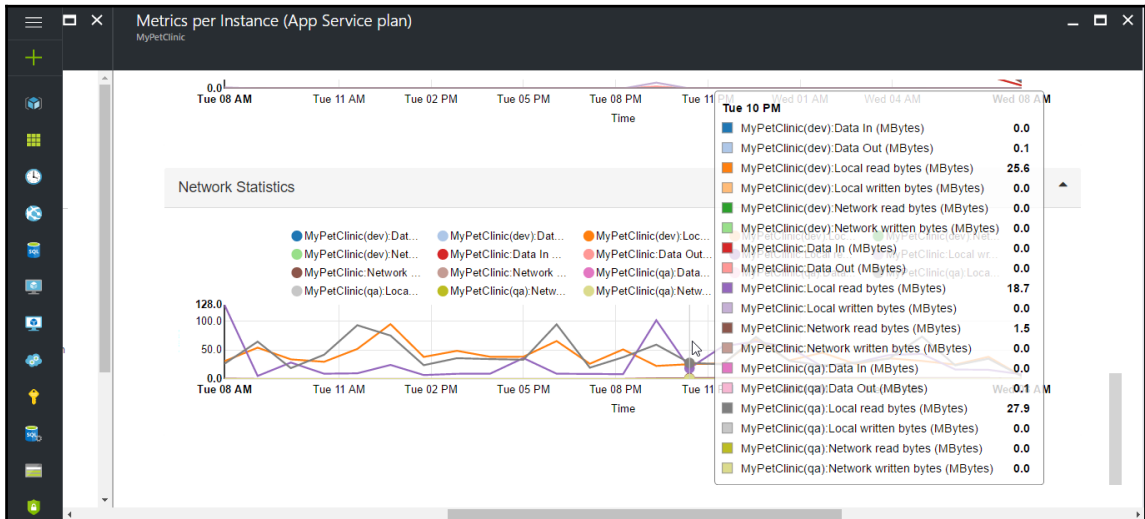 Metrics per Instance (App Service plan)
MyPetClinic
0.0
Tue 08 AM Tue 11 AM Tue 02 PM Tue 05 PM Tue 08 PM Tue 11 PM Wed 01 AM Wed 04 AM Wed 08 AM
Time
Network Statistics
MyPetClinic(dev):Dat... MyPetClinic(dev):Dat... MyPetClinic(dev):Loc...
MyPetClinic(dev):Net... MyPetClinic:Data In ... MyPetClinic:Data Out...
MyPetClinic:Network ... MyPetClinic:Network ... MyPetClinic(qa):Data...
MyPetClinic(qa):Loca... MyPetClinic(qa):Netw... MyPetClinic(qa):Netw...
128.0
100.0
50.0
0.0
Tue 08 AM Tue 11 AM Tue 02 PM Tue 05 PM Tue 08 PM Tue 11
Time
Tue 10 PM
MyPetClinic(dev):Data In (MBytes) 0.0
MyPetClinic(dev):Data Out (MBytes) 0.1
MyPetClinic(dev):Local read bytes (MBytes) 25.6
MyPetClinic(dev):Local written bytes (MBytes) 0.0
MyPetClinic(dev):Network read bytes (MBytes) 0.0
MyPetClinic(dev):Network written bytes (MBytes) 0.0
MyPetClinic:Data In (MBytes) 0.0
MyPetClinic:Data Out (MBytes) 0.0
MyPetClinic:Local read bytes (MBytes) 18.7
MyPetClinic:Local written bytes (MBytes) 0.0
MyPetClinic:Network read bytes (MBytes) 1.5
MyPetClinic:Network written bytes (MBytes) 0.0
MyPetClinic(qa):Data In (MBytes) 0.0
MyPetClinic(qa):Data Out (MBytes) 0.1
MyPetClinic(qa):Local read bytes (MBytes) 27.9
MyPetClinic(qa):Local written bytes (MBytes) 0.0
MyPetClinic(qa):Network read bytes (MBytes) 0.0
MyPetClinic(qa):Network written bytes (MBytes) 0.0